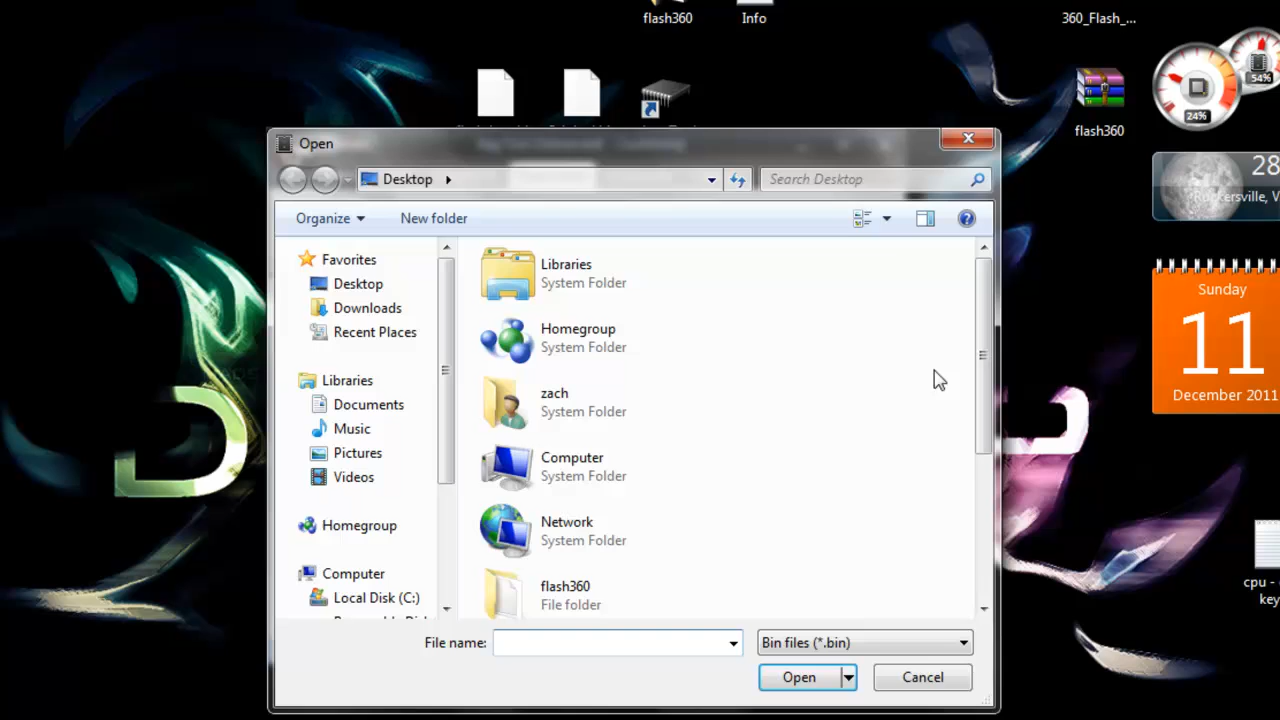 flash360
Info
360_Flash_...
54%
24%
flash360
28
Ruckersville, V
Sunday
11
December 2011
cpu -
key
Open
Desktop
Search Desktop
Organize
New folder
Favorites
Desktop
Downloads
Recent Places
Libraries
Documents
Music
Pictures
Videos
Homegroup
Computer
Local Disk (C:)
Libraries
System Folder
Homegroup
System Folder
zach
System Folder
Computer
System Folder
Network
System Folder
flash360
File folder
File name:
Bin files (*.bin)
Open
Cancel